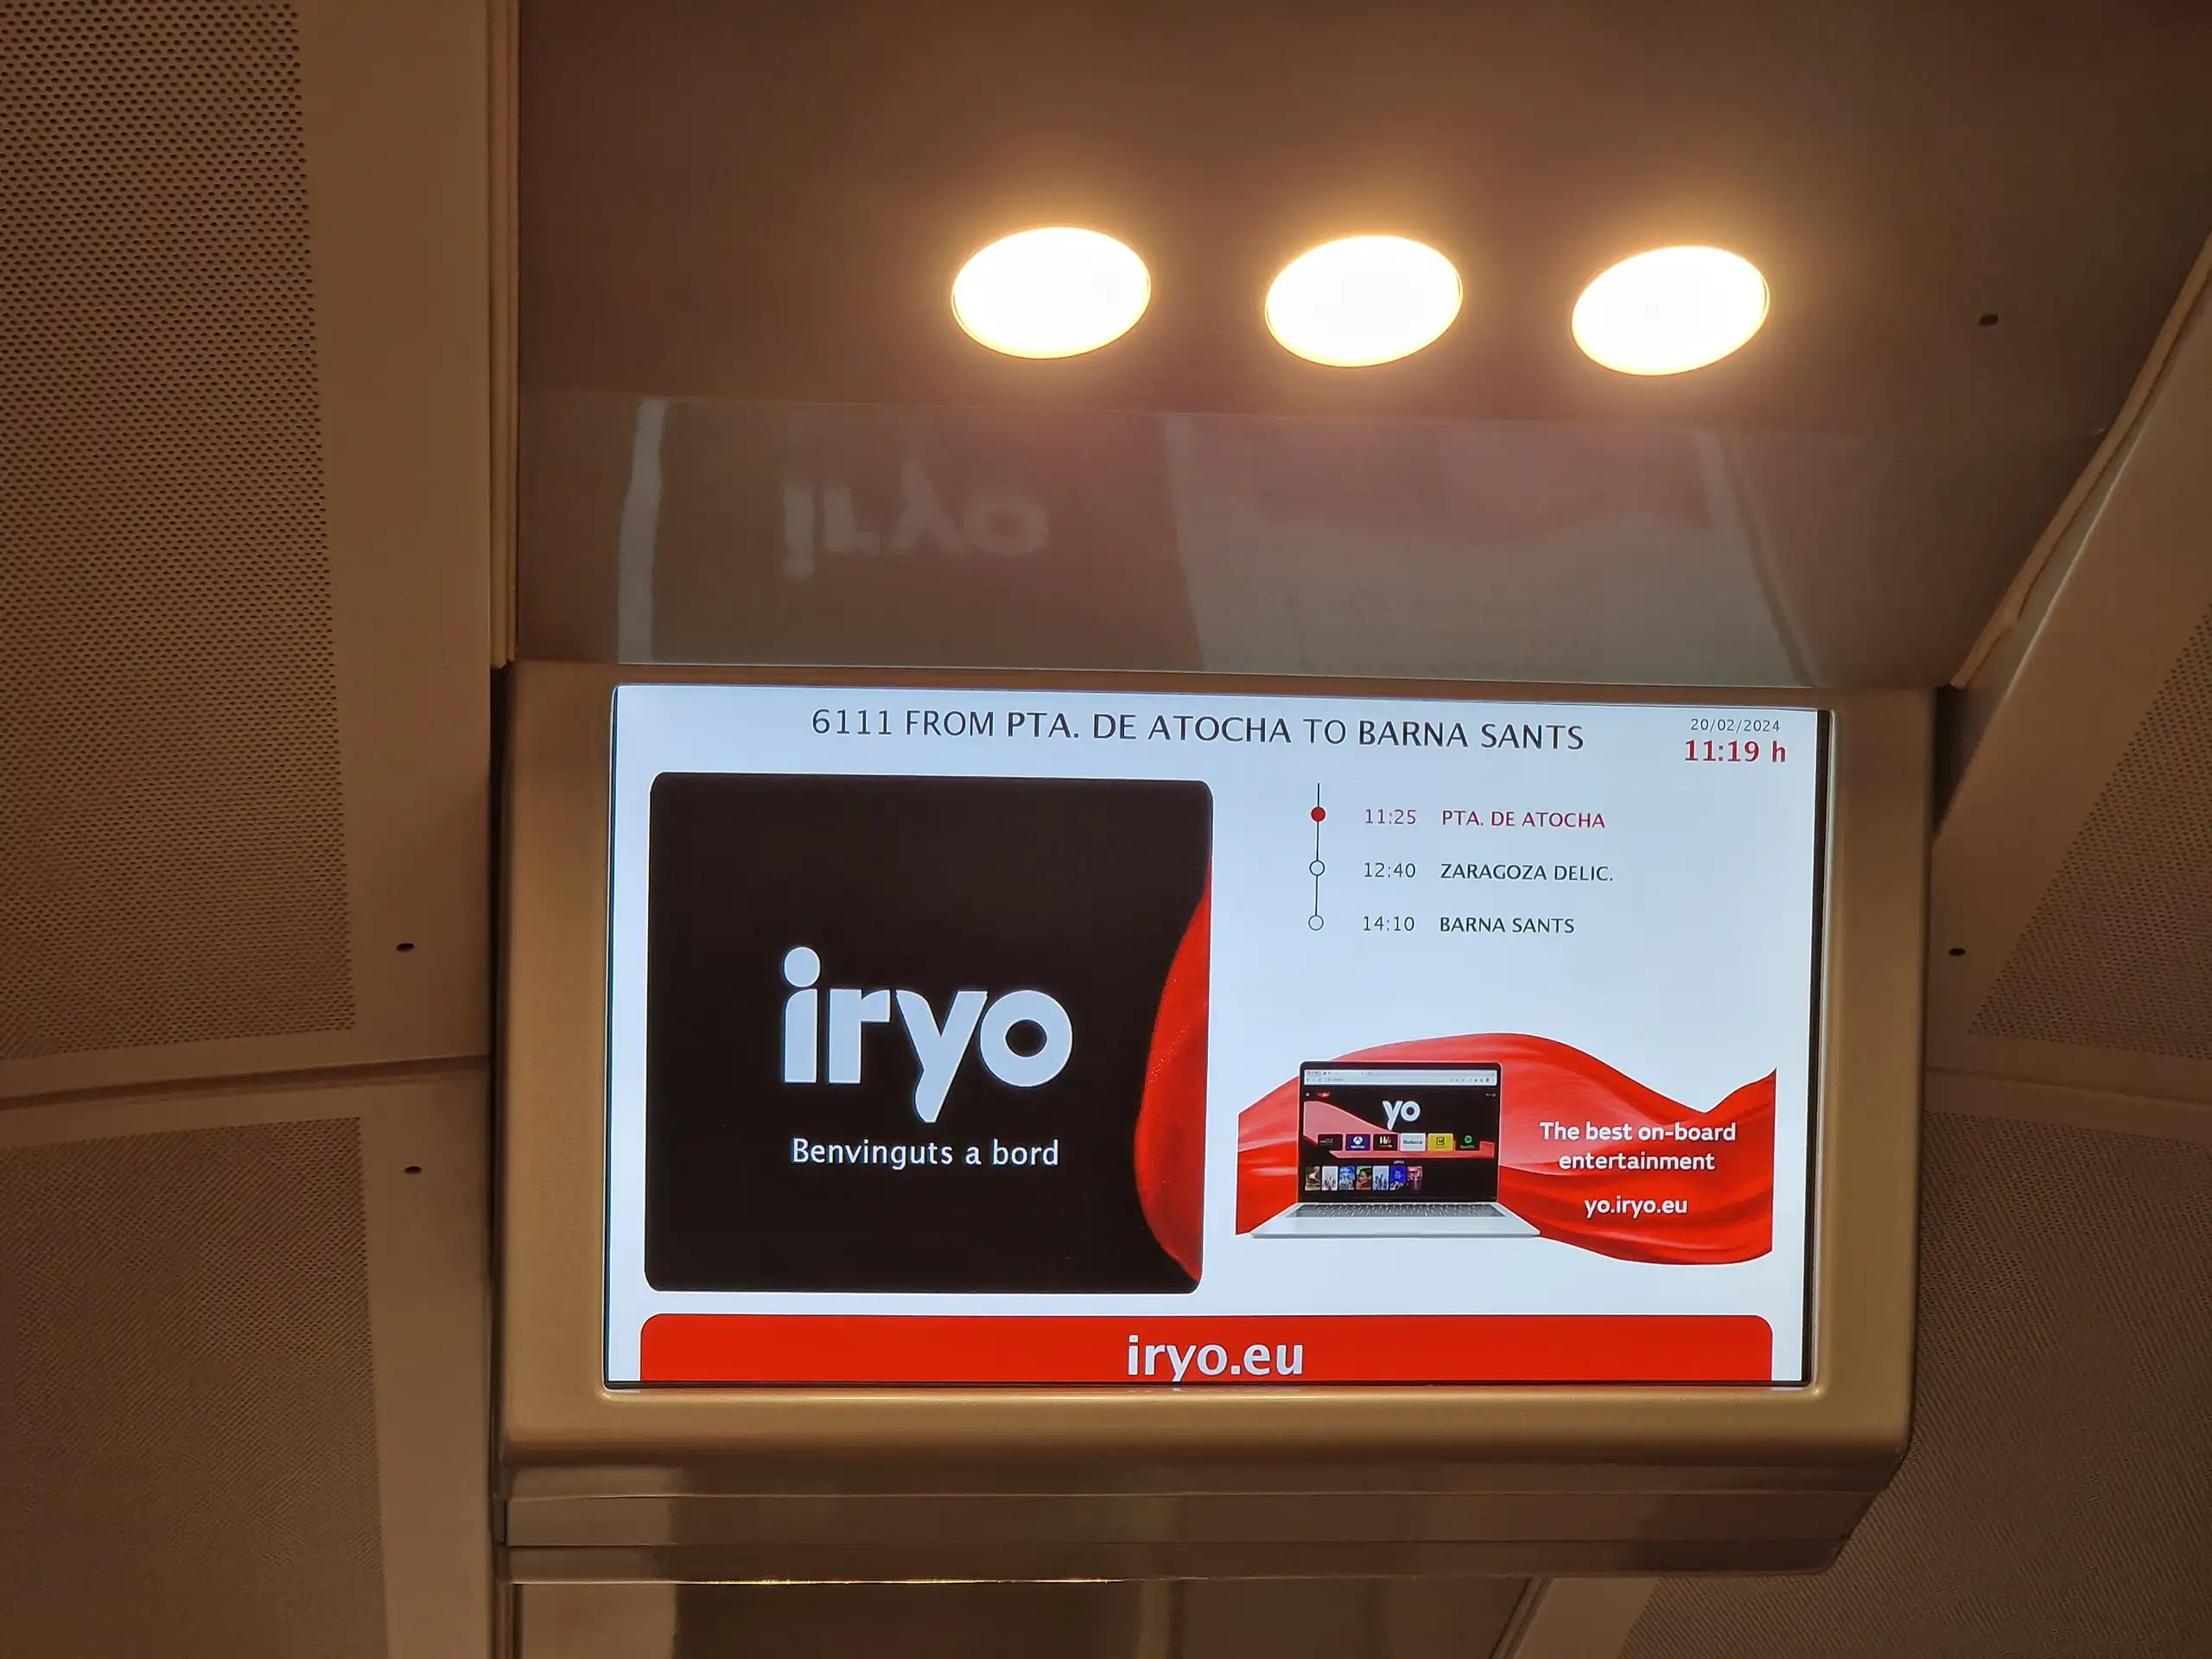 6111 FROM PTA. DE ATOCHA TO BARNA SANTS
20/02/2024
11:19 h
11:25 PTA. DE ATOCHA
12:40 ZARAGOZA DELIC.
14:10 BARNA SANTS
iryo
Benvinguts a bord
yo
The best on-board
entertainment
yo.iryo.eu
iryo.eu